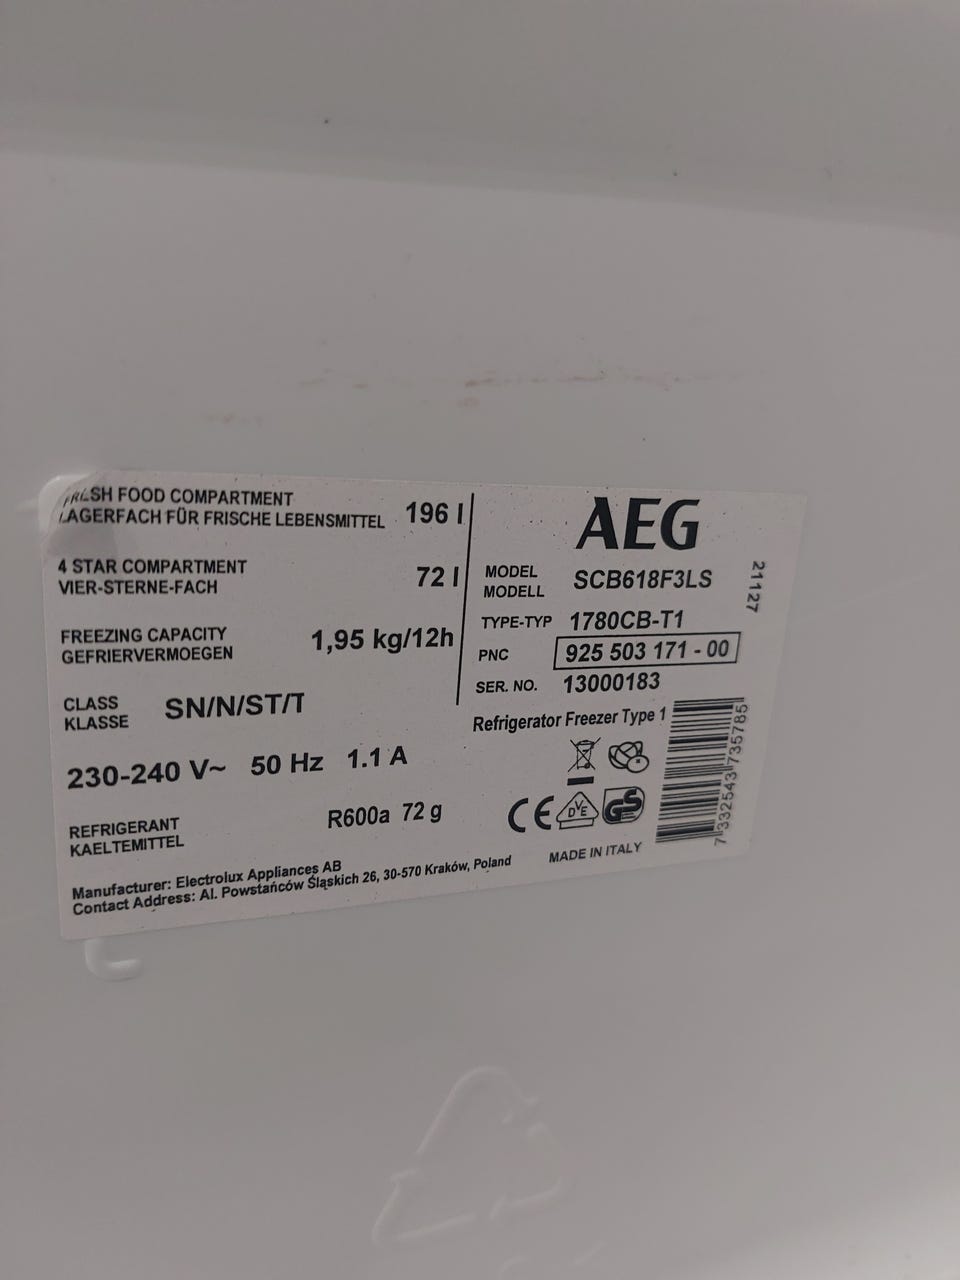 FRESH FOOD COMPARTMENT
LAGERFACH FÜR FRISCHE LEBENSMITTEL 196 l
4 STAR COMPARTMENT
VIER-STERNE-FACH 72 l
FREEZING CAPACITY
GEFRIERVERMOEGEN 1,95 kg/12h
CLASS
KLASSE SN/N/ST/T
230-240 V~ 50 Hz 1.1 A
REFRIGERANT
KAELTEMITTEL R600a 72 g
Manufacturer: Electrolux Appliances AB
Contact Address: Al. Powstańców Śląskich 26, 30-570 Kraków, Poland
AEG
MODEL
MODELL SCB618F3LS
TYPE-TYP 1780CB-T1
PNC 925 503 171 - 00
SER. NO. 13000183
Refrigerator Freezer Type 1
CE
DVE
GS
MADE IN ITALY
21127
7332543735785